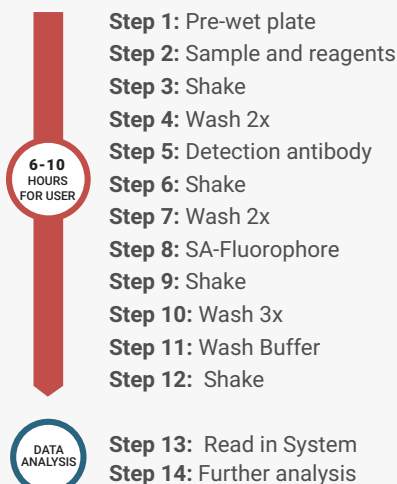 Step 1: Pre-wet plate
Step 2: Sample and reagents
Step 3: Shake
Step 4: Wash 2x
Step 5: Detection antibody
6-10
HOURS
FOR USER
Step 6: Shake
Step 7: Wash 2x
Step 8: SA-Fluorophore
Step 9: Shake
Step 10: Wash 3x
Step 11: Wash Buffer
Step 12: Shake
DATA
ANALYSIS
Step 13: Read in System
Step 14: Further analysis